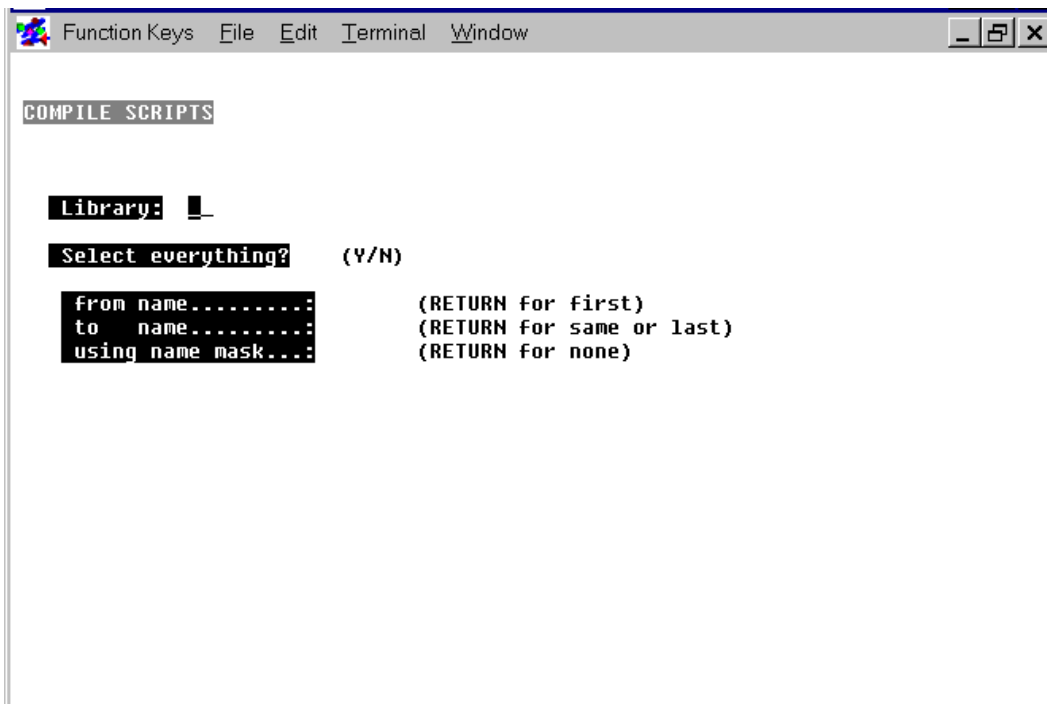 Function Keys File Edit Terminal Window
COMPILE SCRIPTS
Library: _
Select everything? (Y/N)
from name.........: (RETURN for first)
to name.........: (RETURN for same or last)
using name mask...: (RETURN for none)